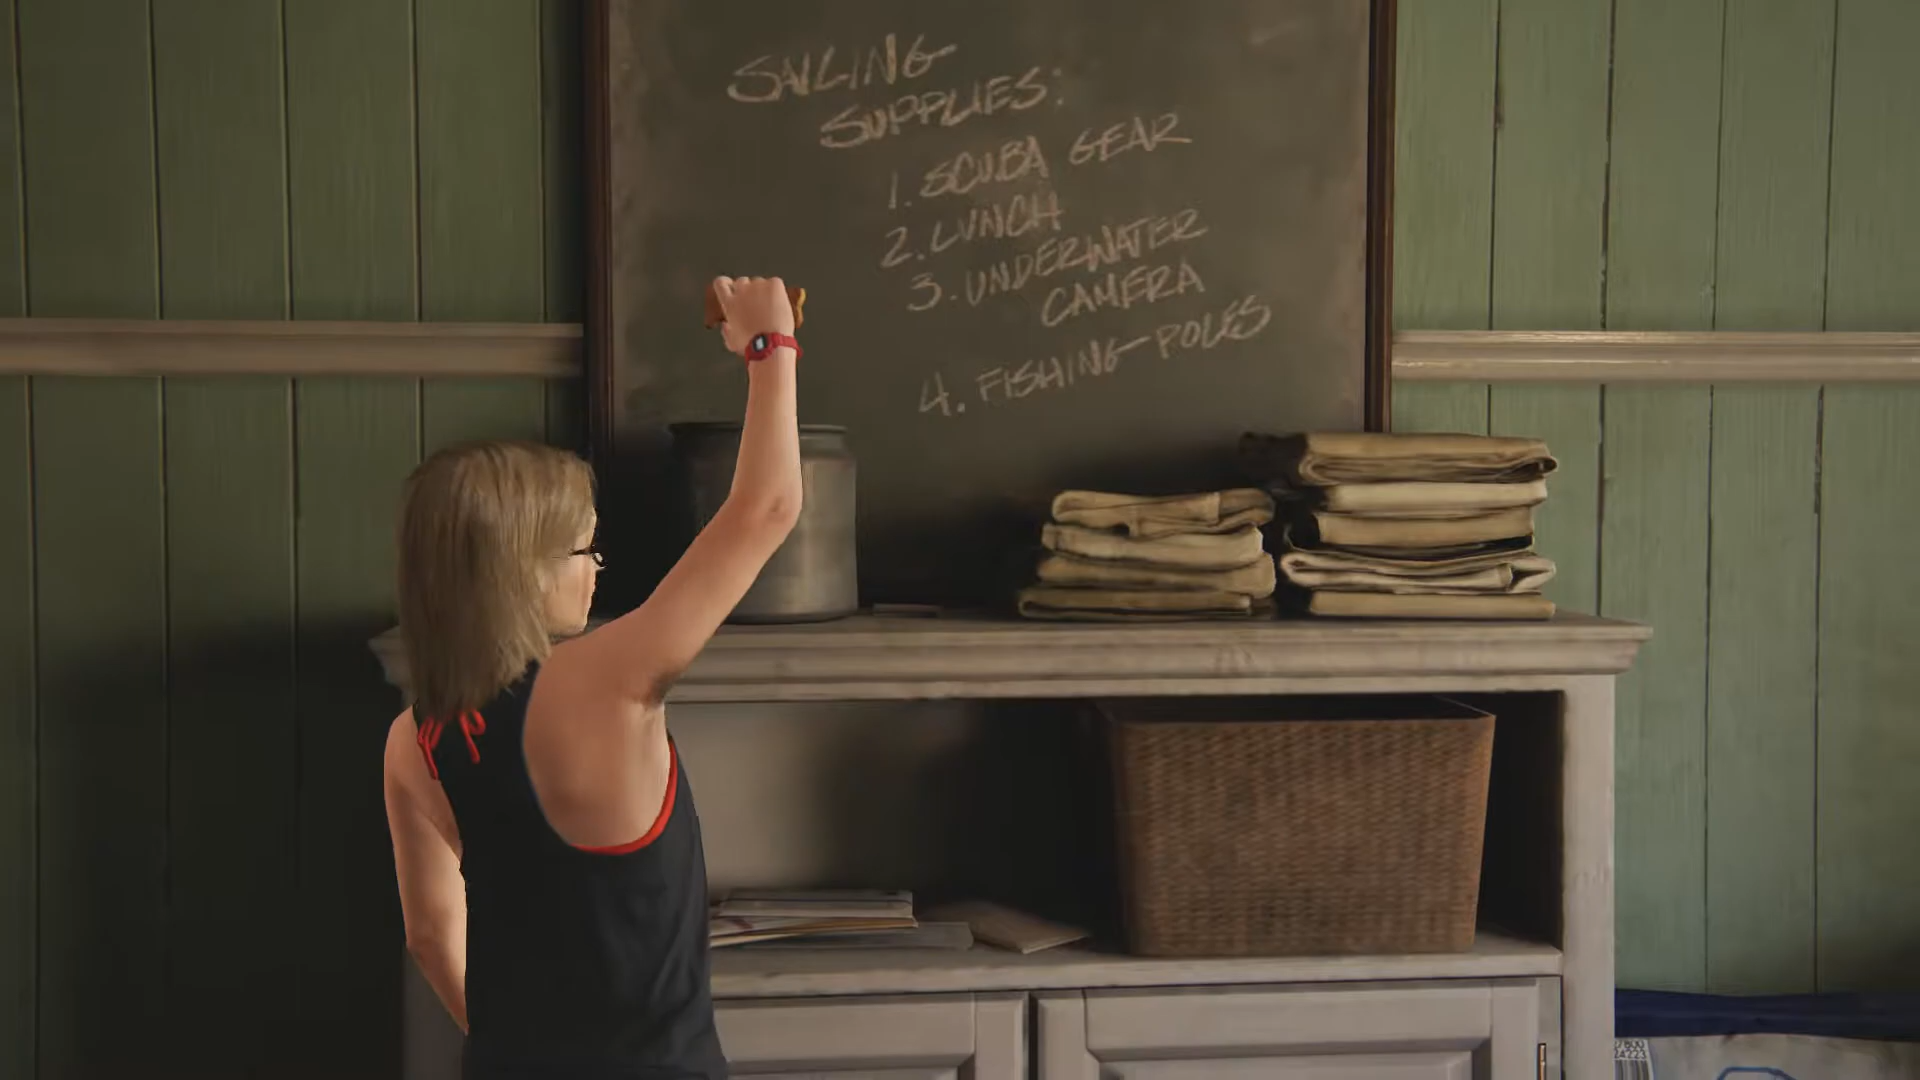 SAILING
SUPPLIES:
1. SCUBA GEAR
2. LUNCH
3. UNDERWATER
CAMERA
4. FISHING POLES